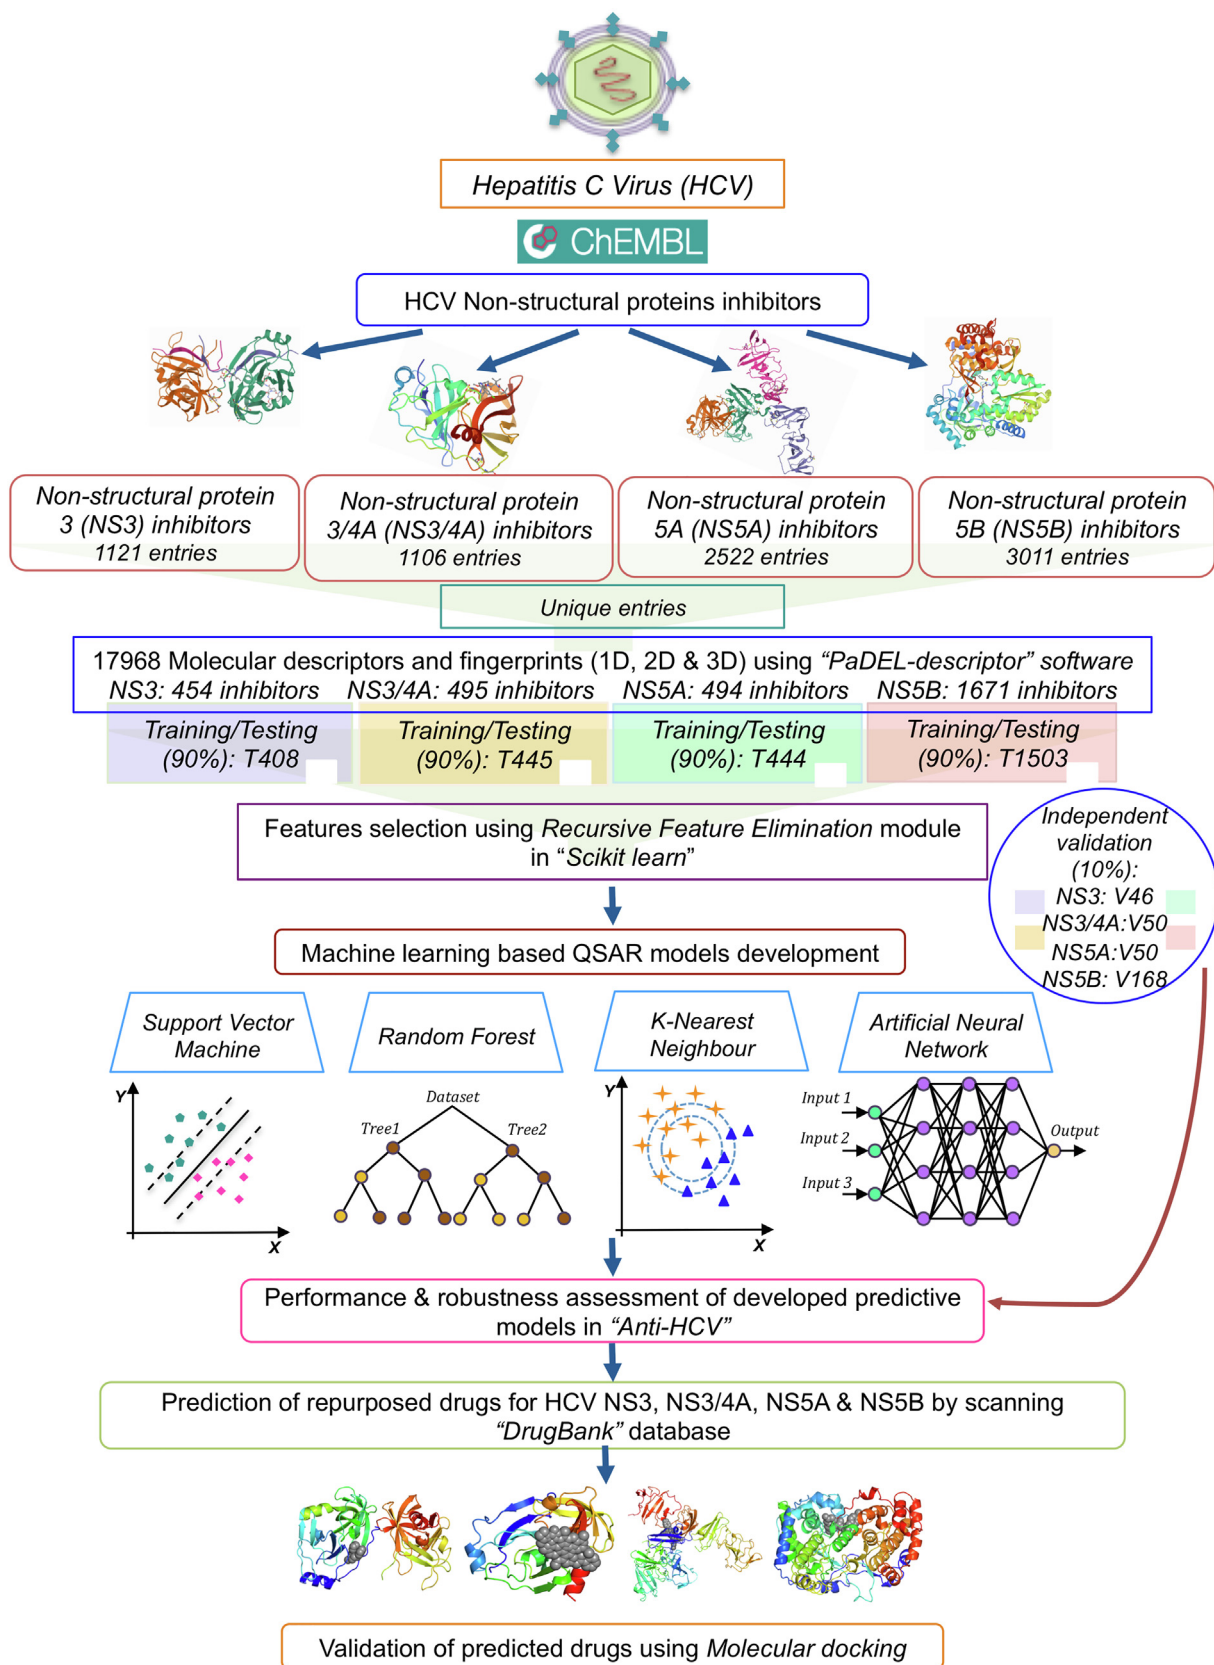 Hepatitis C Virus (HCV)
ChEMBL
HCV Non-structural proteins inhibitors
Non-structural protein
3 (NS3) inhibitors
1121 entries
Non-structural protein
3/4A (NS3/4A) inhibitors
1106 entries
Non-structural protein
5A (NS5A) inhibitors
2522 entries
Non-structural protein
5B (NS5B) inhibitors
3011 entries
Unique entries
17968 Molecular descriptors and fingerprints (1D, 2D & 3D) using “PaDEL-descriptor” software
NS3: 454 inhibitors NS3/4A: 495 inhibitors NS5A: 494 inhibitors NS5B: 1671 inhibitors
Training/Testing
(90%): T408
Training/Testing
(90%): T445
Training/Testing
(90%): T444
Training/Testing
(90%): T1503
Features selection using Recursive Feature Elimination module
in “Scikit learn”
Independent
validation
(10%):
NS3: V46
NS3/4A:V50
NS5A:V50
NS5B: V168
Machine learning based QSAR models development
Support Vector
Machine
Random Forest
K-Nearest
Neighbour
Artificial Neural
Network
Y
X
Dataset
Tree1
Tree2
Y
X
Input 1
Input 2
Input 3
Output
Performance & robustness assessment of developed predictive
models in “Anti-HCV”
Prediction of repurposed drugs for HCV NS3, NS3/4A, NS5A & NS5B by scanning
“DrugBank” database
Validation of predicted drugs using Molecular docking